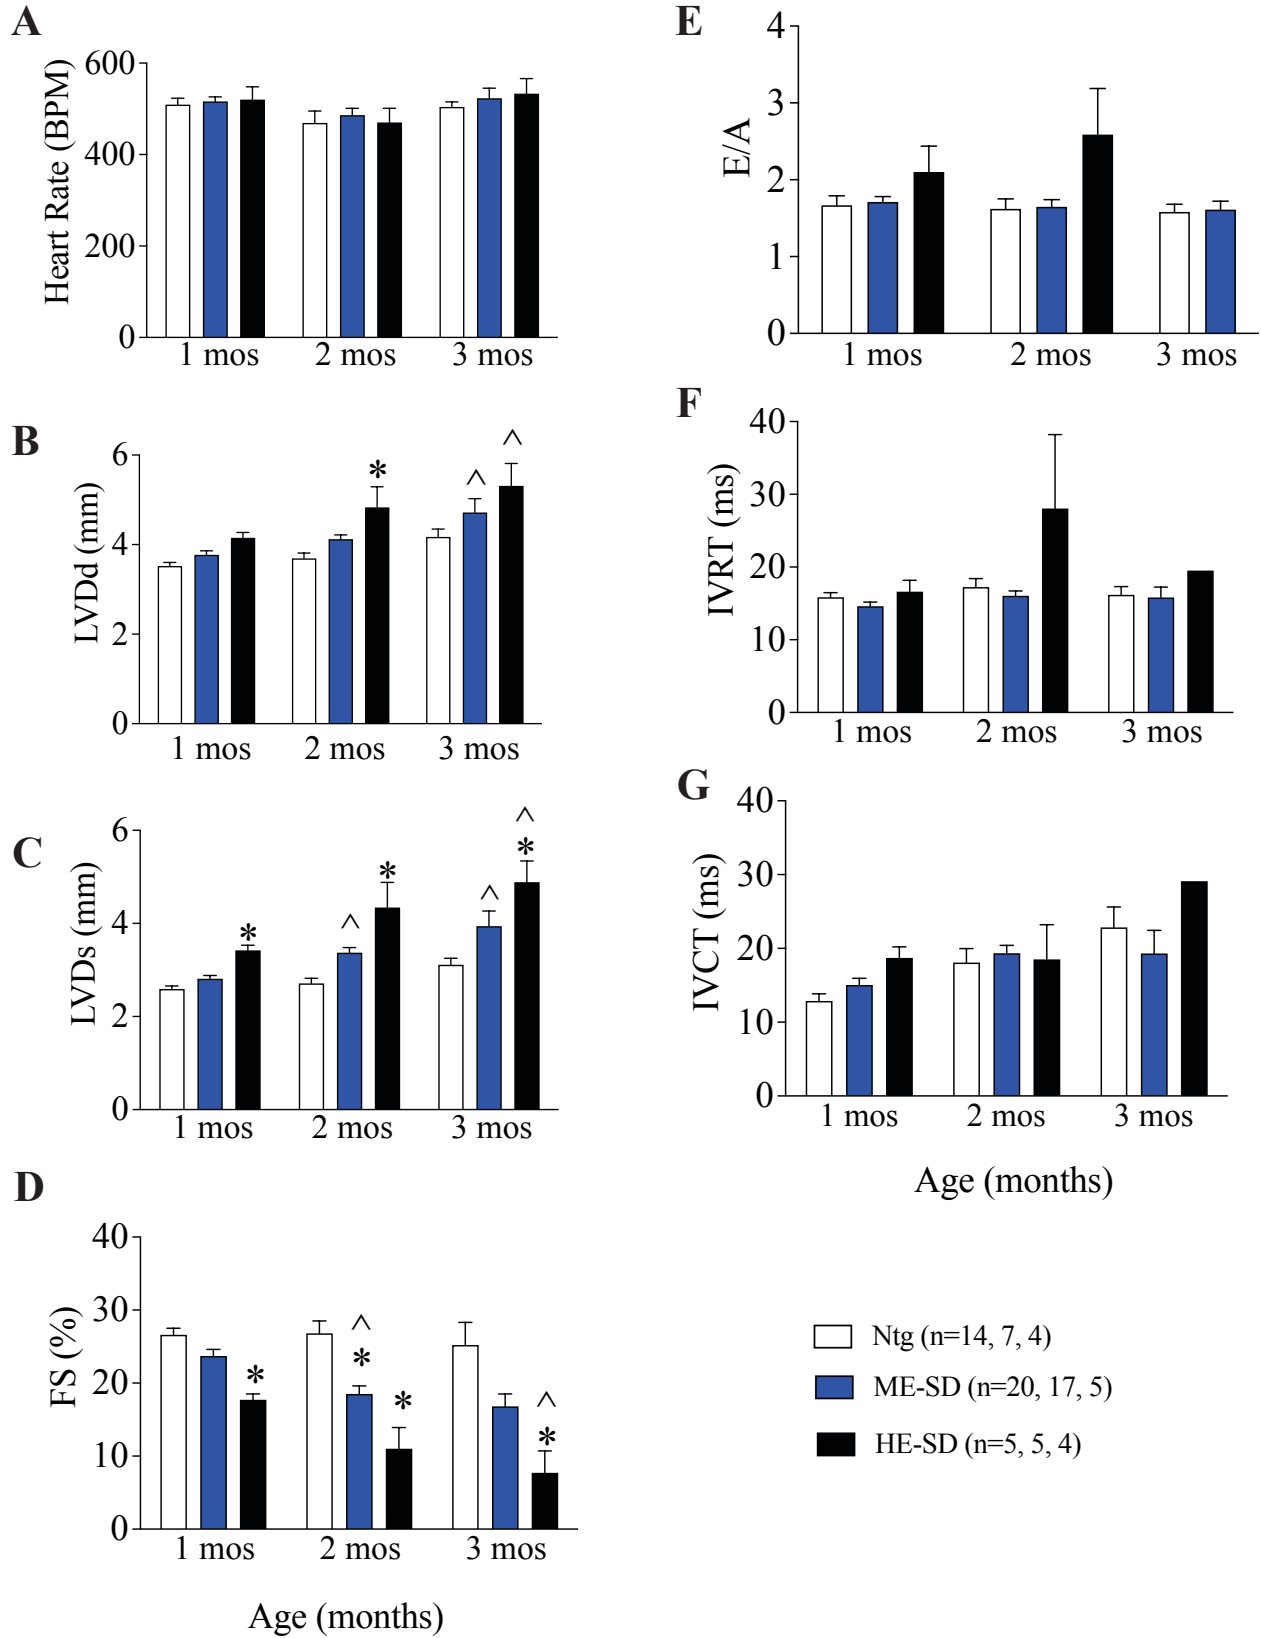 A
Heart Rate (BPM)
600
400
200
0
1 mos 2 mos 3 mos
B
LVDd (mm)
6
4
2
0
* ^ ^
1 mos 2 mos 3 mos
C
LVDs (mm)
6
4
2
0
* ^ * ^ ^ *
1 mos 2 mos 3 mos
D
FS (%)
40
30
20
10
0
* ^ * * ^ *
1 mos 2 mos 3 mos
Age (months)
E
E/A
4
3
2
1
0
1 mos 2 mos 3 mos
F
IVRT (ms)
40
30
20
10
0
1 mos 2 mos 3 mos
G
IVCT (ms)
40
30
20
10
0
1 mos 2 mos 3 mos
Age (months)
Ntg (n=14, 7, 4)
ME-SD (n=20, 17, 5)
HE-SD (n=5, 5, 4)